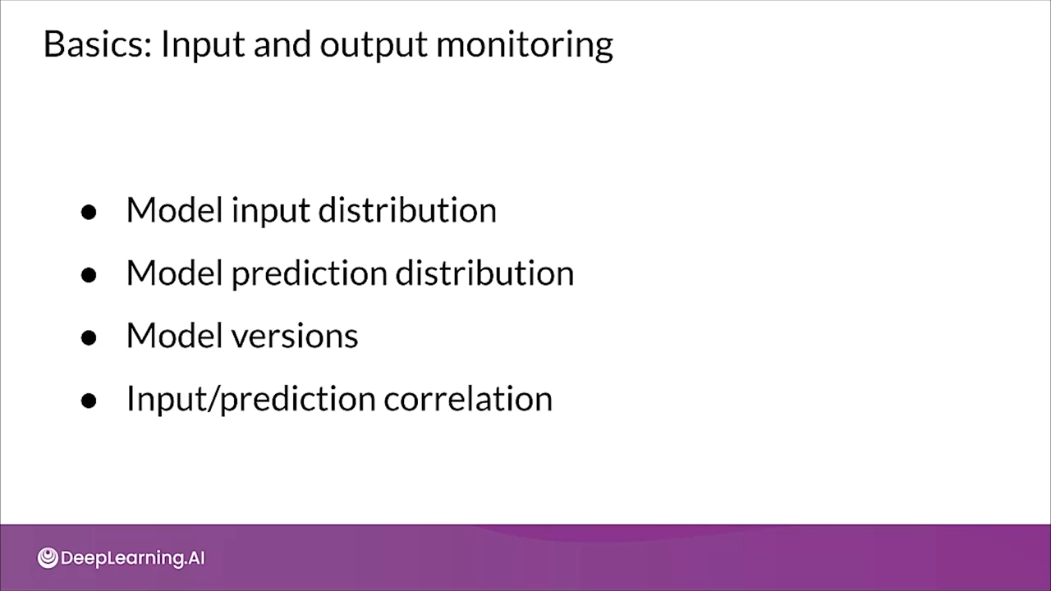 Basics: Input and output monitoring
● Model input distribution
● Model prediction distribution
● Model versions
● Input/prediction correlation
DeepLearning.AI